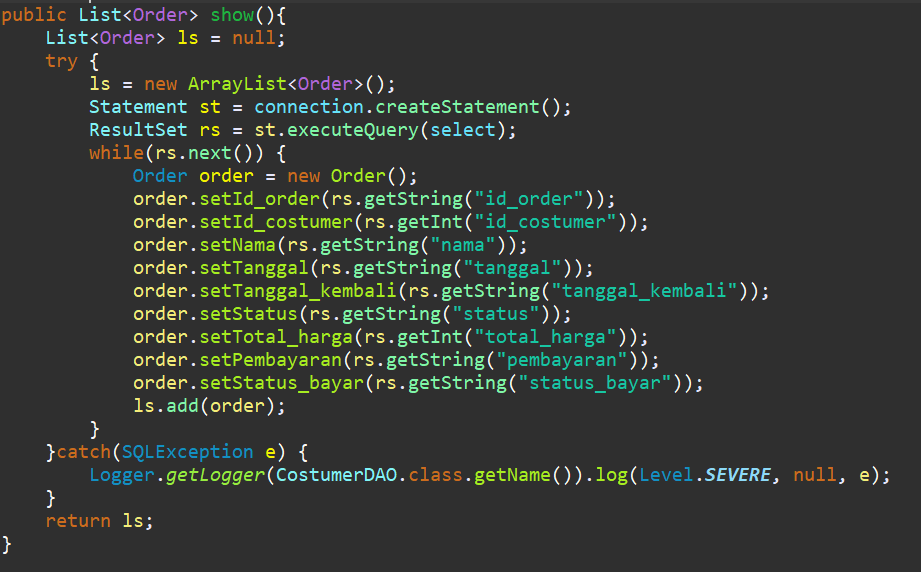 public List<Order> show(){
    List<Order> ls = null;
    try {
        ls = new ArrayList<Order>();
        Statement st = connection.createStatement();
        ResultSet rs = st.executeQuery(select);
        while(rs.next()) {
            Order order = new Order();
            order.setId_order(rs.getString("id_order"));
            order.setId_costumer(rs.getInt("id_costumer"));
            order.setNama(rs.getString("nama"));
            order.setTanggal(rs.getString("tanggal"));
            order.setTanggal_kembali(rs.getString("tanggal_kembali"));
            order.setStatus(rs.getString("status"));
            order.setTotal_harga(rs.getInt("total_harga"));
            order.setPembayaran(rs.getString("pembayaran"));
            order.setStatus_bayar(rs.getString("status_bayar"));
            ls.add(order);
        }
    }catch(SQLException e) {
        Logger.getLogger(CostumerDAO.class.getName()).log(Level.SEVERE, null, e);
    }
    return ls;
}